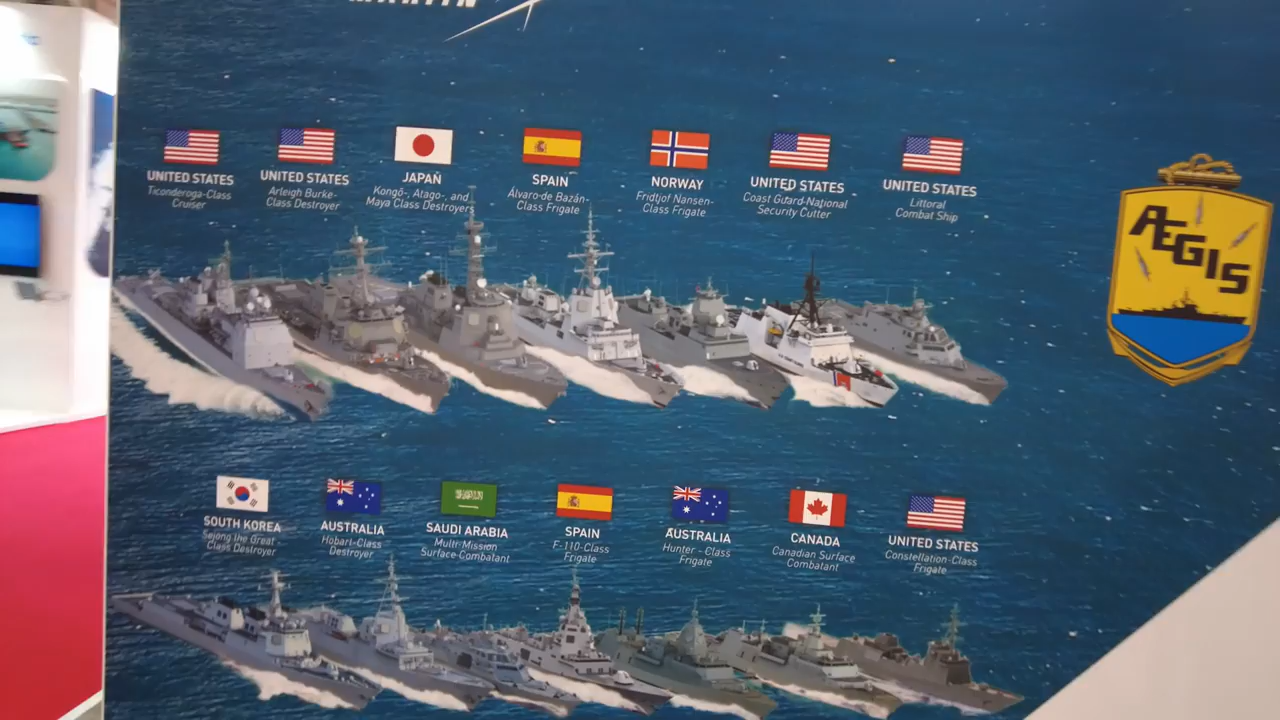 UNITED STATES
Ticonderoga-Class
Cruiser
UNITED STATES
Arleigh Burke-
Class Destroyer
JAPAN
Kongō-, Atago-, and
Maya Class Destroyers
SPAIN
Álvaro de Bazán-
Class Frigate
NORWAY
Fridtjof Nansen-
Class Frigate
UNITED STATES
Coast Guard National
Security Cutter
UNITED STATES
Littoral
Combat Ship
AEGIS
SOUTH KOREA
Sejong the Great
Class Destroyer
AUSTRALIA
Hobart-Class
Destroyer
SAUDI ARABIA
Multi-Mission
Surface Combatant
SPAIN
F-110-Class
Frigate
AUSTRALIA
Hunter - Class
Frigate
CANADA
Canadian Surface
Combatant
UNITED STATES
Constellation-Class
Frigate